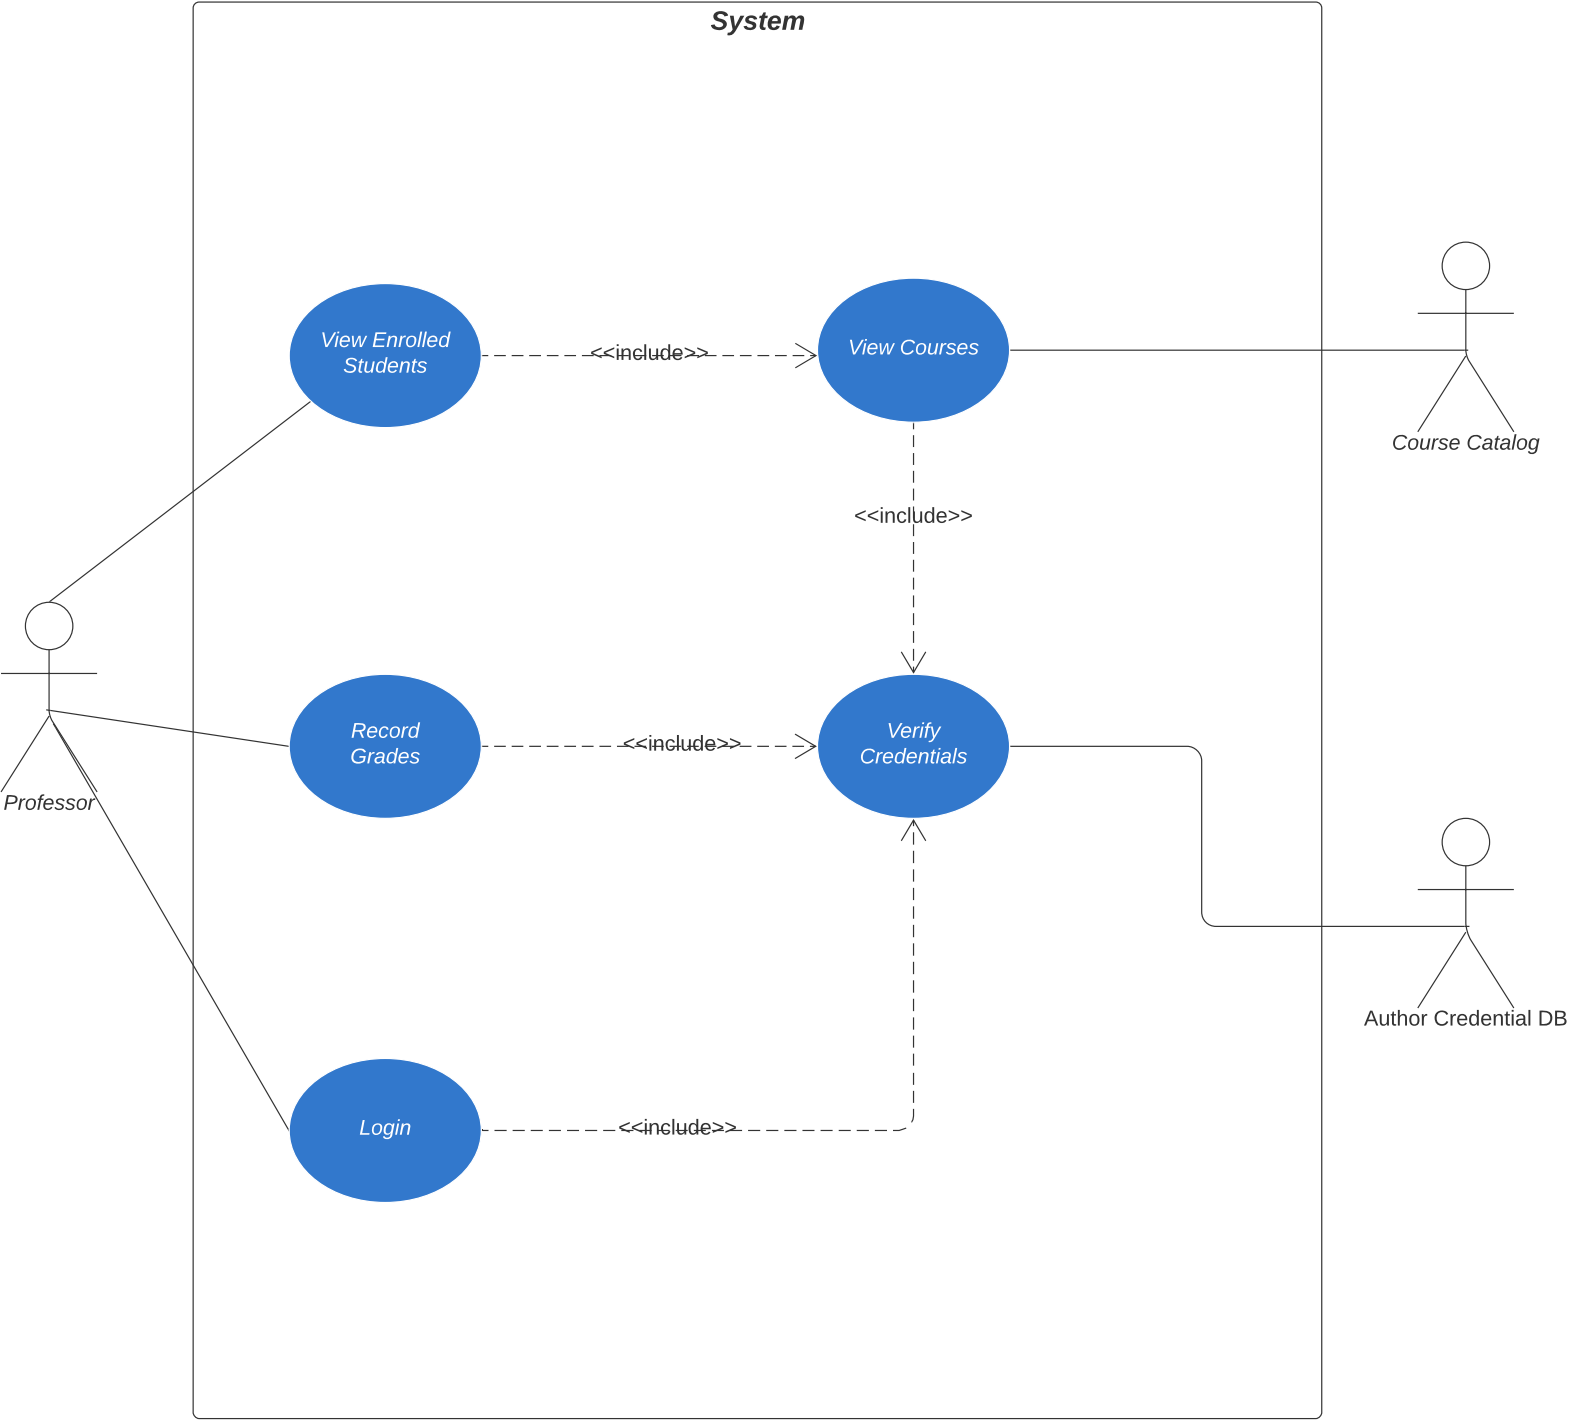 System
View Enrolled
Students
<<include>>
View Courses
Course Catalog
<<include>>
Professor
Record
Grades
<<include>>
Verify
Credentials
Author Credential DB
Login
<<include>>